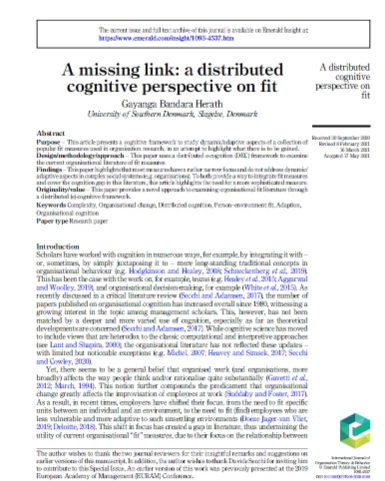 The current issue and full text archive of this journal is available on Emerald Insight at:
https://www.emerald.com/insight/1093-4537.htm
A missing link: a distributed
cognitive perspective on fit
Gayanga Bandara Herath
University of Southern Denmark, Slagelse, Denmark
A distributed
cognitive
perspective on
fit
Received 30 September 2020
Revised 8 February 2021
16 March 2021
Accepted 17 May 2021
Abstract
Purpose – This article presents a cognitive framework to study dynamic/adaptive aspects of a collection of
popular fit measures used in organisation research, in an attempt to highlight what there is to be gained.
Design/methodology/approach – This paper uses a distributed cognition (DEC) framework to examine
the current organisational literature of fit measures.
Findings – This paper highlights that most measures have a rather narrow focus and do not address dynamic/
adaptive aspects in complex social systems (e.g. organisations). To both provide a way to integrate fit measures
and cover the cognition gap in this literature, this article highlights the need for a more sophisticated measure.
Originality/value – This paper provides a novel approach to examining organisational fit literature through
a distributed (e)-cognitive framework.
Keywords Complexity, Organisational change, Distributed cognition, Person-environment fit, Adaption,
Organisational cognition
Paper type Research paper
Introduction
Scholars have worked with cognition in numerous ways, for example, by integrating it with –
or, sometimes, by simply juxtaposing it to – more long-standing traditional concepts in
organisational behaviour (e.g. Hodgkinson and Healey, 2008; Schneckenberg et al., 2019).
This has been the case with the work on, for example, teams (e.g. Healey et al., 2015; Aggarwal
and Woolley, 2019), and organisational decision-making, for example (White et al., 2015). As
recently discussed in a critical literature review (Secchi and Adamsen, 2017), the number of
papers published on organisational cognition has increased overall since 1980, witnessing a
growing interest in the topic among management scholars. This, however, has not been
matched by a deeper and more varied use of cognition, especially as far as theoretical
developments are concerned (Secchi and Adamsen, 2017). While cognitive science has moved
to include views that are heterodox to the classic computational and interpretative approaches
(see Lant and Shapira, 2000), the organisational literature has not reflected these updates –
with limited but noticeable exceptions (e.g. Michel, 2007; Heavey and Simsek, 2017; Secchi
and Cowley, 2020).
Yet, there seems to be a general belief that organised work (and organisations, more
broadly) affects the way people think and/or rationalise quite substantially (Gavetti et al.,
2012; March, 1994). This notion further compounds the predicament that organisational
change greatly affects the improvement of employees at work (Suddaby and Foster, 2017).
As a result, in recent times, employers have shifted their focus, from the need to fit specific
units between an individual and an environment, to the need to fit (find) employees who are
less vulnerable and more adaptive to such unsettling environments (Dorse Jager-van Vliet,
2019; Deloitte, 2018). This shift in focus has created a gap in literature, thus undermining the
utility of current organisational "fit" measures, due to their focus on the relationship between
The author wishes to thank the two journal reviewers for their insightful remarks and suggestions on
earlier versions of this manuscript. In addition, the author wishes to thank Davide Secchi for inviting him
to contribute to this Special Issue. An earlier version of this work was previously presented at the 2019
European Academy of Management (EURAM) Conference.
International Journal of
Organization Theory & Behavior
© Emerald Publishing Limited
1093-4537